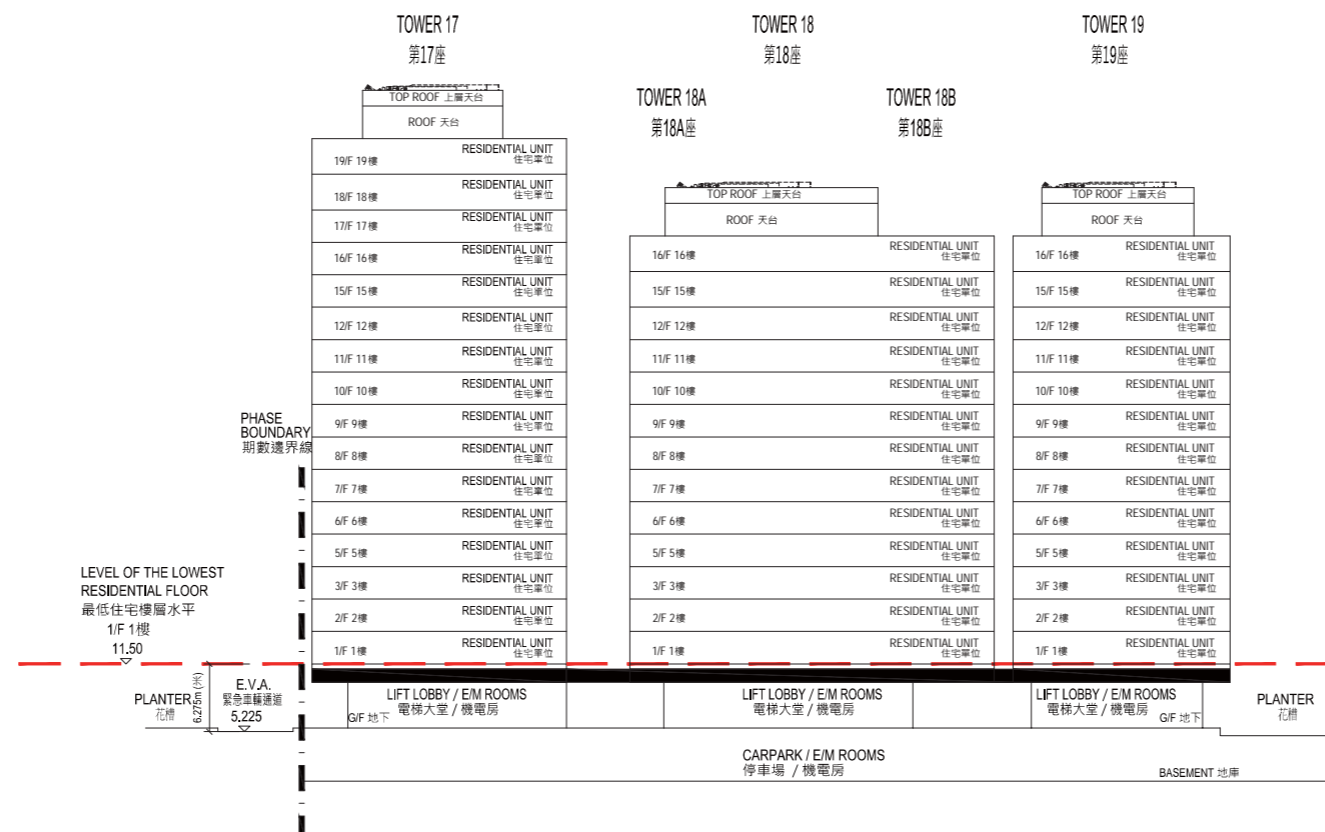 TOWER 17
第17座
TOWER 18
第18座
TOWER 19
第19座
TOWER 18A
第18A座
TOWER 18B
第18B座
TOP ROOF 上層天台
ROOF 天台
19/F 19樓 RESIDENTIAL UNIT
住宅單位
18/F 18樓 RESIDENTIAL UNIT
住宅單位
17/F 17樓 RESIDENTIAL UNIT
住宅單位
16/F 16樓 RESIDENTIAL UNIT
住宅單位
15/F 15樓 RESIDENTIAL UNIT
住宅單位
12/F 12樓 RESIDENTIAL UNIT
住宅單位
11/F 11樓 RESIDENTIAL UNIT
住宅單位
10/F 10樓 RESIDENTIAL UNIT
住宅單位
9/F 9樓 RESIDENTIAL UNIT
住宅單位
8/F 8樓 RESIDENTIAL UNIT
住宅單位
7/F 7樓 RESIDENTIAL UNIT
住宅單位
6/F 6樓 RESIDENTIAL UNIT
住宅單位
5/F 5樓 RESIDENTIAL UNIT
住宅單位
3/F 3樓 RESIDENTIAL UNIT
住宅單位
2/F 2樓 RESIDENTIAL UNIT
住宅單位
1/F 1樓 RESIDENTIAL UNIT
住宅單位
TOP ROOF 上層天台
ROOF 天台
16/F 16樓 RESIDENTIAL UNIT
住宅單位
15/F 15樓 RESIDENTIAL UNIT
住宅單位
12/F 12樓 RESIDENTIAL UNIT
住宅單位
11/F 11樓 RESIDENTIAL UNIT
住宅單位
10/F 10樓 RESIDENTIAL UNIT
住宅單位
9/F 9樓 RESIDENTIAL UNIT
住宅單位
8/F 8樓 RESIDENTIAL UNIT
住宅單位
7/F 7樓 RESIDENTIAL UNIT
住宅單位
6/F 6樓 RESIDENTIAL UNIT
住宅單位
5/F 5樓 RESIDENTIAL UNIT
住宅單位
3/F 3樓 RESIDENTIAL UNIT
住宅單位
2/F 2樓 RESIDENTIAL UNIT
住宅單位
1/F 1樓 RESIDENTIAL UNIT
住宅單位
TOP ROOF 上層天台
ROOF 天台
16/F 16樓 RESIDENTIAL UNIT
住宅單位
15/F 15樓 RESIDENTIAL UNIT
住宅單位
12/F 12樓 RESIDENTIAL UNIT
住宅單位
11/F 11樓 RESIDENTIAL UNIT
住宅單位
10/F 10樓 RESIDENTIAL UNIT
住宅單位
9/F 9樓 RESIDENTIAL UNIT
住宅單位
8/F 8樓 RESIDENTIAL UNIT
住宅單位
7/F 7樓 RESIDENTIAL UNIT
住宅單位
6/F 6樓 RESIDENTIAL UNIT
住宅單位
5/F 5樓 RESIDENTIAL UNIT
住宅單位
3/F 3樓 RESIDENTIAL UNIT
住宅單位
2/F 2樓 RESIDENTIAL UNIT
住宅單位
1/F 1樓 RESIDENTIAL UNIT
住宅單位
PHASE
BOUNDARY
期數邊界線
LEVEL OF THE LOWEST
RESIDENTIAL FLOOR
最低住宅樓層水平
1/F 1樓
11.50
PLANTER
花槽
6.275m (米)
E.V.A.
緊急車輛通道
5.225
LIFT LOBBY / E/M ROOMS
電梯大堂 / 機電房
G/F 地下
LIFT LOBBY / E/M ROOMS
電梯大堂 / 機電房
LIFT LOBBY / E/M ROOMS
電梯大堂 / 機電房
G/F 地下
PLANTER
花槽
CARPARK / E/M ROOMS
停車場 / 機電房
BASEMENT 地庫